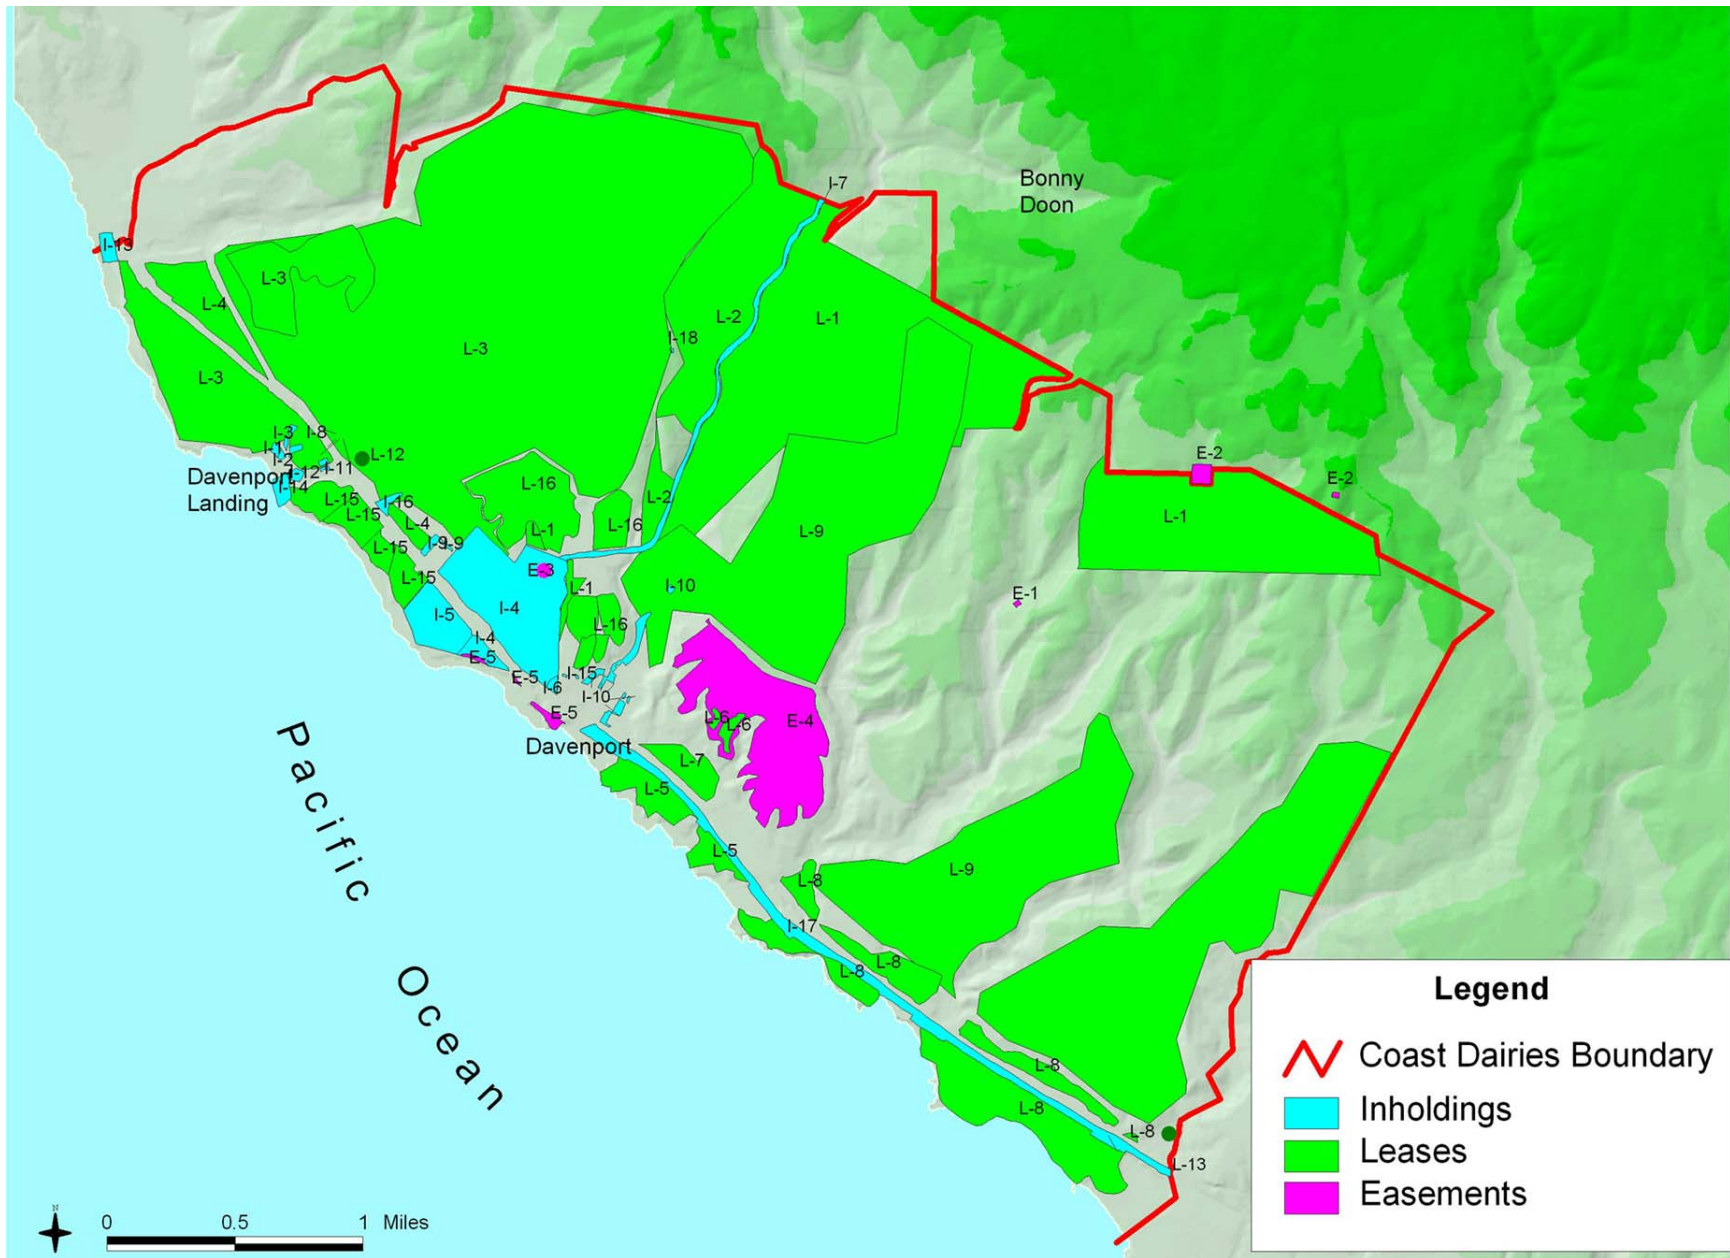 Bonny
Doon
I-7
I-13
L-3
L-4
L-2
L-1
L-3
I-18
L-3
I-3
I-8
I-1
I-2
L-12
I-11
I-12
I-14
Davenport
Landing
E-2
E-2
L-16
L-15
I-16
L-15
L-4
L-2
L-16
L-1
L-9
L-1
I-9
I-9
L-15
L-15
E-3
L-1
I-10
E-1
I-5
I-4
L-16
I-4
E-5
E-5
I-6
I-15
I-10
E-5
L-6
L-6
E-4
Davenport
L-7
L-5
L-5
L-8
L-9
I-17
L-8
L-8
L-8
L-8
L-8
L-13
Pacific Ocean
Legend
Coast Dairies Boundary
Inholdings
Leases
Easements
N
0 0.5 1 Miles